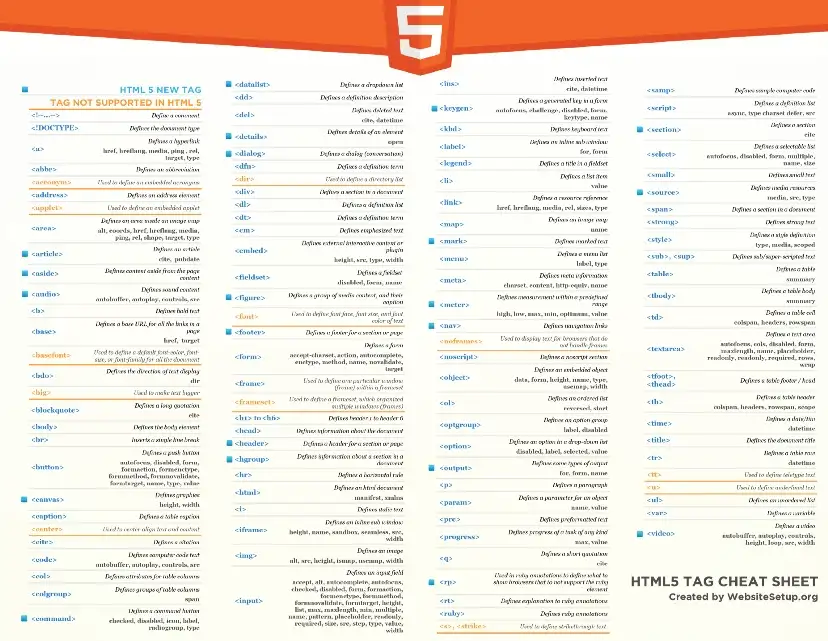 5
HTML 5 NEW TAG
TAG NOT SUPPORTED IN HTML 5
<!--...--> Define a comment
<!DOCTYPE> Defines the document type
<a> Defines a hyperlink
href, hreflang, media, ping , rel,
target, type
<abbr> Defines an abbreviation
<acronym> Used to define an embedded acronyms
<address> Defines an address element
<applet> Used to define an embedded applet
<area> Defines an area inside an image map
alt, coords, href, hreflang, media,
ping, rel, shape, target, type
<article> Defines an article
cite, pubdate
<aside> Defines content aside from the page
content
<audio> Defines sound content
autobuffer, autoplay, controls, src
<b> Defines bold text
<base> Defines a base URL for all the links in a
page
href, target
<basefont> Used to define a default font-color, font-
size, or font-family for all the document
<bdo> Defines the direction of text display
dir
<big> Used to make text bigger
<blockquote> Defines a long quotation
cite
<body> Defines the body element
<br> Inserts a single line break
<button> Defines a push button
autofocus, disabled, form,
formaction, formenctype,
formmethod, formnovalidate,
formtarget, name, type, value
<canvas> Defines graphics
height, width
<caption> Defines a table caption
<center> Used to center align text and content
<cite> Defines a citation
<code> Defines computer code text
autobuffer, autoplay, controls, src
<col> Defines attributes for table columns
<colgroup> Defines groups of table columns
span
<command> Defines a command button
checked, disabled, icon, label,
radiogroup, type
<datalist> Defines a dropdown list
<dd> Defines a definition description
<del> Defines deleted text
cite, datetime
<details> Defines details of an element
open
<dialog> Defines a dialog (conversation)
<dfn> Defines a definition term
<dir> Used to define a directory list
<div> Defines a section in a document
<dl> Defines a definition list
<dt> Defines a definition term
<em> Defines emphasized text
<embed> Defines external interactive content or
plugin
height, src, type, width
<fieldset> Defines a fieldset
disabled, form, name
<figure> Defines a group of media content, and their
caption
<font> Used to define font face, font size, and font
color of text
<footer> Defines a footer for a section or page
<form> Defines a form
accept-charset, action, autocomplete,
enctype, method, name, novalidate,
target
<frame> Used to define one particular window
(frame) within a frameset
<frameset> Used to define a frameset, which organized
multiple windows (frames)
<h1> to <h6> Defines header 1 to header 6
<head> Defines information about the document
<header> Defines a header for a section or page
<hgroup> Defines information about a section in a
document
<hr> Defines a horizontal rule
<html> Defines an html document
manifest, xmlns
<i> Defines italic text
<iframe> Defines an inline sub window
height, name, sandbox, seamless, src,
width
<img> Defines an image
alt, src, height, ismap, usemap, width
<input> Defines an input field
accept, alt, autocomplete, autofocus,
checked, disabled, form, formaction,
formenctype, formmethod,
formnovalidate, formtarget, height,
list, max, maxlength, min, multiple,
name, pattern, placeholder, readonly,
required, size, src, step, type, value,
width
<ins> Defines inserted text
cite, datetime
<keygen> Defines a generated key in a form
autofocus, challenge, disabled, form,
keytype, name
<kbd> Defines keyboard text
<label> Defines an inline sub window
for, form
<legend> Defines a title in a fieldset
<li> Defines a list item
value
<link> Defines a resource reference
href, hreflang, media, rel, sizes, type
<map> Defines an image map
name
<mark> Defines marked text
<menu> Defines a menu list
label, type
<meta> Defines meta information
charset, content, http-equiv, name
<meter> Defines measurement within a predefined
range
high, low, max, min, optimum, value
<nav> Defines navigation links
<noframes> Used to display text for browsers that do
not handle frames
<noscript> Defines a noscript section
<object> Defines an embedded object
data, form, height, name, type,
usemap, width
<ol> Defines an ordered list
reversed, start
<optgroup> Defines an option group
label, disabled
<option> Defines an option in a drop-down list
disabled, label, selected, value
<output> Defines some types of output
for, form, name
<p> Defines a paragraph
<param> Defines a parameter for an object
name, value
<pre> Defines preformatted text
<progress> Defines progress of a task of any kind
max, value
<q> Defines a short quotation
cite
<rp> Used in ruby annotations to define what to
show browsers that to not support the ruby
element
<rt> Defines explanation to ruby annotations
<ruby> Defines ruby annotations
<s>, <strike> Used to define strikethrough text
<samp> Defines sample computer code
<script> Defines a definition list
async, type charset defer, src
<section> Defines a section
cite
<select> Defines a selectable list
autofocus, disabled, form, multiple,
name, size
<small> Defines small text
<source> Defines media resources
media, src, type
<span> Defines a section in a document
<strong> Defines strong text
<style> Defines a style definition
type, media, scoped
<sub>, <sup> Defines sub/super-scripted text
<table> Defines a table
summary
<tbody> Defines a table body
summary
<td> Defines a table cell
colspan, headers, rowspan
<textarea> Defines a text area
autofocus, cols, disabled, form,
maxlength, name, placeholder,
readonly, readonly, required, rows,
wrap
<tfoot>,
<thead> Defines a table footer / head
<th> Defines a table header
colspan, headers, rowspan, scope
<time> Defines a date/time
datetime
<title> Defines the document title
<tr> Defines a table row
datetime
<tt> Used to define teletype text
<u> Used to define underlined text
<ul> Defines an unordered list
<var> Defines a variable
<video> Defines a video
autobuffer, autoplay, controls,
height, loop, src, width
HTML5 TAG CHEAT SHEET
Created by WebsiteSetup.org